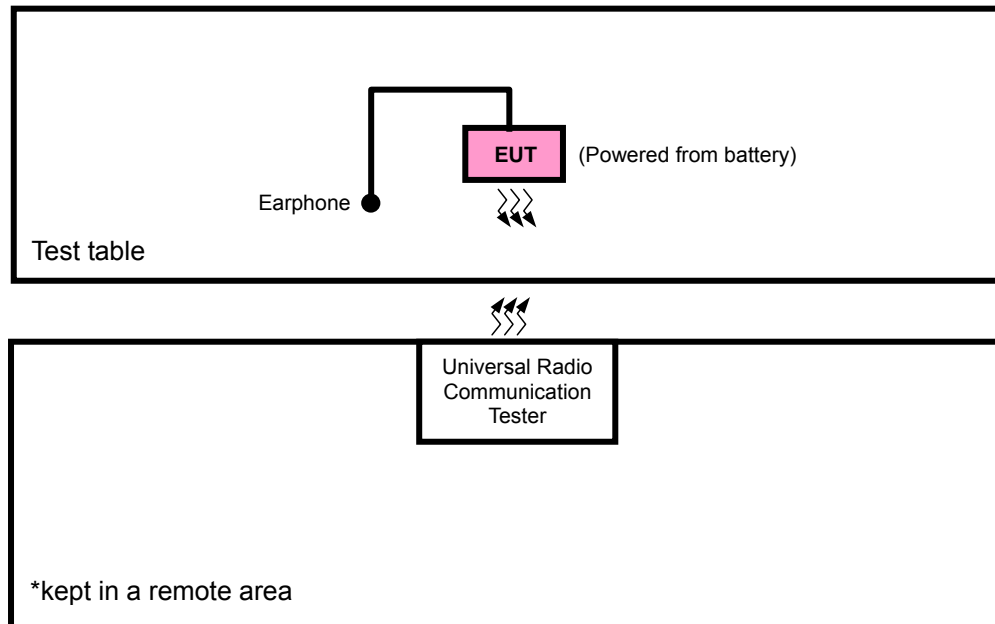 EUT
(Powered from battery)
Earphone
Test table
Universal Radio
Communication
Tester
*kept in a remote area